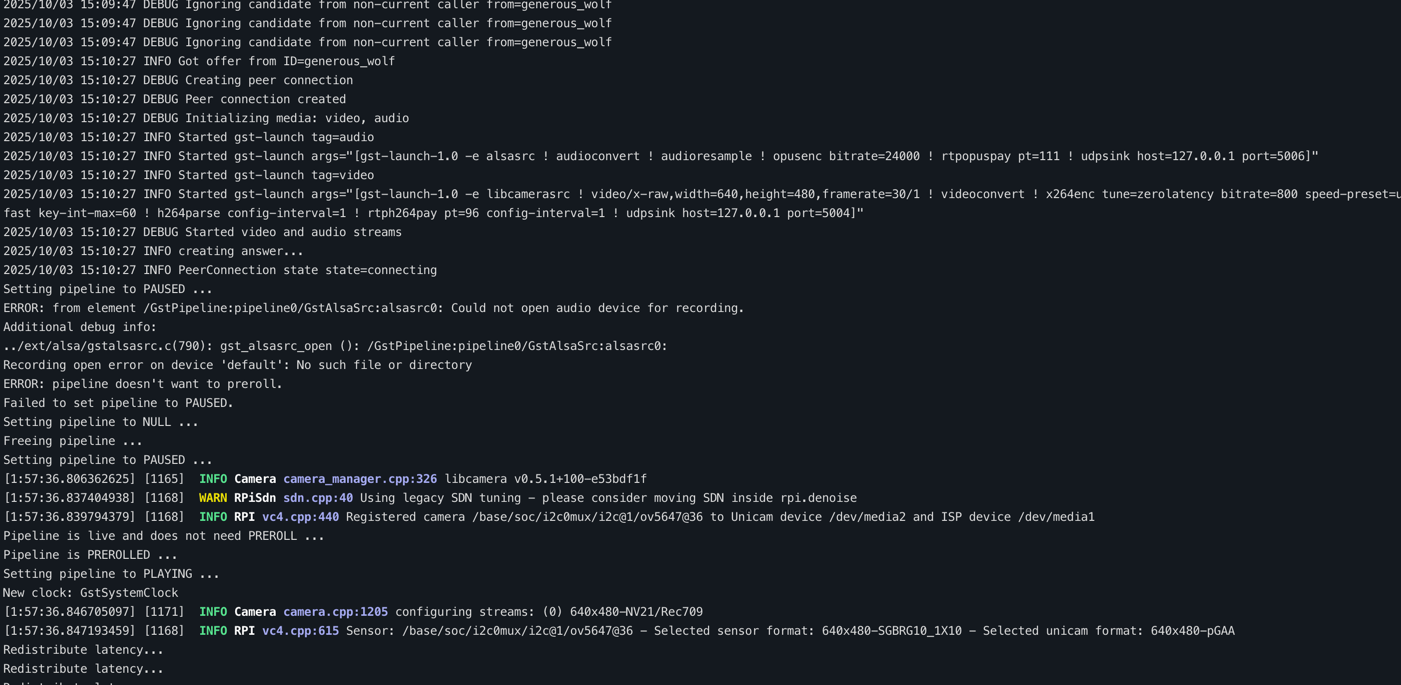 2025/10/03 15:09:47 DEBUG Ignoring candidate from non-current caller from=generous_wolf
2025/10/03 15:09:47 DEBUG Ignoring candidate from non-current caller from=generous_wolf
2025/10/03 15:09:47 DEBUG Ignoring candidate from non-current caller from=generous_wolf
2025/10/03 15:10:27 INFO Got offer from ID=generous_wolf
2025/10/03 15:10:27 DEBUG Creating peer connection
2025/10/03 15:10:27 DEBUG Peer connection created
2025/10/03 15:10:27 DEBUG Initializing media: video, audio
2025/10/03 15:10:27 INFO Started gst-launch tag=audio
2025/10/03 15:10:27 INFO Started gst-launch args="[gst-launch-1.0 -e alsasrc ! audioconvert ! audioresample ! opusenc bitrate=24000 ! rtpopuspay pt=111 ! udpsink host=127.0.0.1 port=5006]"
2025/10/03 15:10:27 INFO Started gst-launch tag=video
2025/10/03 15:10:27 INFO Started gst-launch args="[gst-launch-1.0 -e libcamerasrc ! video/x-raw,width=640,height=480,framerate=30/1 ! videoconvert ! x264enc tune=zerolatency bitrate=800 speed-preset=u
fast key-int-max=60 ! h264parse config-interval=1 ! rtph264pay pt=96 config-interval=1 ! udpsink host=127.0.0.1 port=5004]"
2025/10/03 15:10:27 DEBUG Started video and audio streams
2025/10/03 15:10:27 INFO creating answer...
2025/10/03 15:10:27 INFO PeerConnection state state=connecting
Setting pipeline to PAUSED ...
ERROR: from element /GstPipeline:pipeline0/GstAlsaSrc:alsasrc0: Could not open audio device for recording.
Additional debug info:
../ext/alsa/gstalsasrc.c(790): gst_alsasrc_open (): /GstPipeline:pipeline0/GstAlsaSrc:alsasrc0:
Recording open error on device 'default': No such file or directory
ERROR: pipeline doesn't want to preroll.
Failed to set pipeline to PAUSED.
Setting pipeline to NULL ...
Freeing pipeline ...
Setting pipeline to PAUSED ...
[1:57:36.806362625] [1165]  INFO Camera camera_manager.cpp:326 libcamera v0.5.1+100-e53bdf1f
[1:57:36.837404938] [1168]  WARN RPiSdn sdn.cpp:40 Using legacy SDN tuning - please consider moving SDN inside rpi.denoise
[1:57:36.839794379] [1168]  INFO RPI vc4.cpp:440 Registered camera /base/soc/i2c0mux/i2c@1/ov5647@36 to Unicam device /dev/media2 and ISP device /dev/media1
Pipeline is live and does not need PREROLL ...
Pipeline is PREROLLED ...
Setting pipeline to PLAYING ...
New clock: GstSystemClock
[1:57:36.846705097] [1171]  INFO Camera camera.cpp:1205 configuring streams: (0) 640x480-NV21/Rec709
[1:57:36.847193459] [1168]  INFO RPI vc4.cpp:615 Sensor: /base/soc/i2c0mux/i2c@1/ov5647@36 - Selected sensor format: 640x480-SGBRG10_1X10 - Selected unicam format: 640x480-pGAA
Redistribute latency...
Redistribute latency...